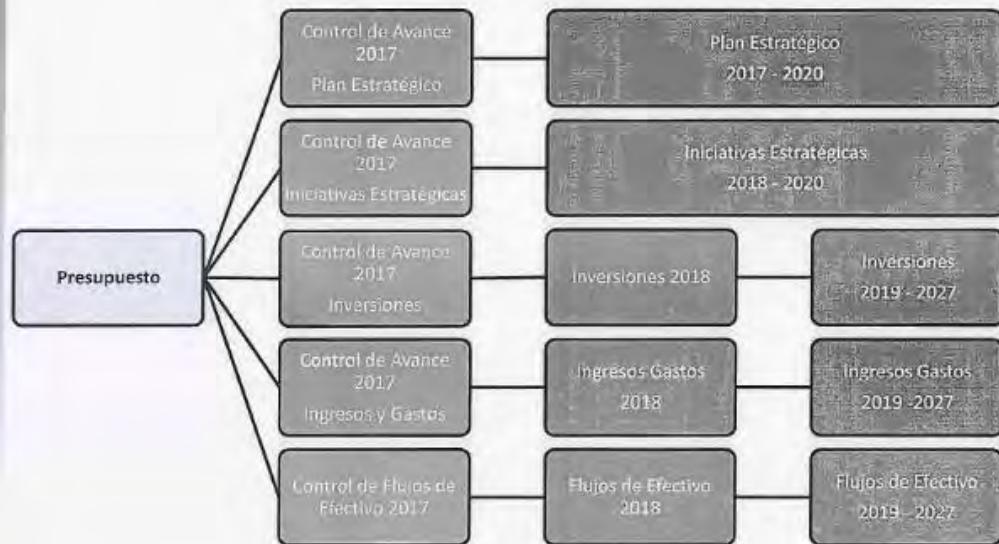 Control de Avance
2017
Plan Estratégico
Plan Estratégico
2017 - 2020
Control de Avance
2017
Iniciativas Estratégicas
Iniciativas Estratégicas
2018 - 2020
Presupuesto
Control de Avance
2017
Inversiones
Inversiones 2018
Inversiones
2019 - 2027
Control de Avance
2017
Ingresos y Gastos
Ingresos Gastos
2018
Ingresos Gastos
2019 -2027
Control de Flujos de
Efectivo 2017
Flujos de Efectivo
2018
Flujos de Efectivo
2019 - 2027